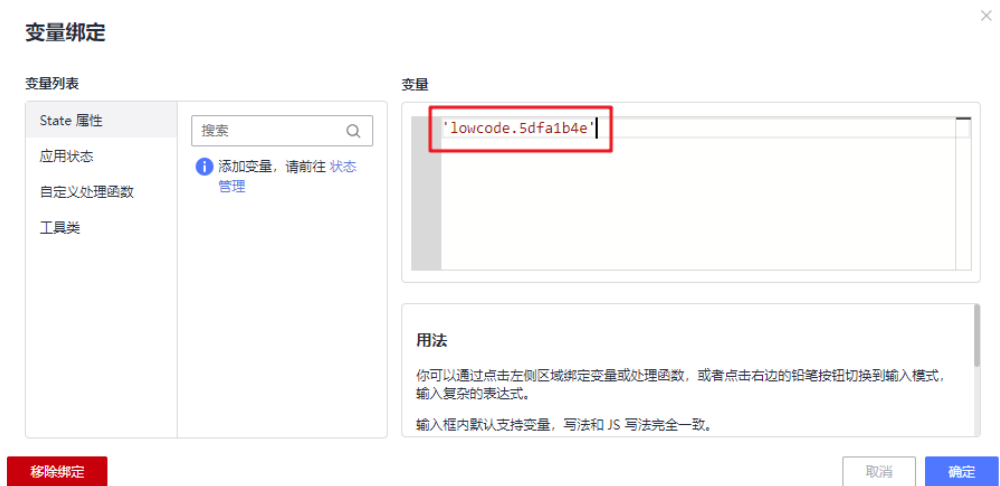 变量绑定
变量列表
State 属性
应用状态
自定义处理函数
工具类
搜索
添加变量，请前往 状态
管理
变量
'lowcode.5dfa1b4e'
用法
你可以通过点击左侧区域绑定变量或处理函数，或者点击右边的铅笔按钮切换到输入模式，
输入复杂的表达式。
输入框内默认支持变量，写法和 JS 写法完全一致。
移除绑定
取消
确定